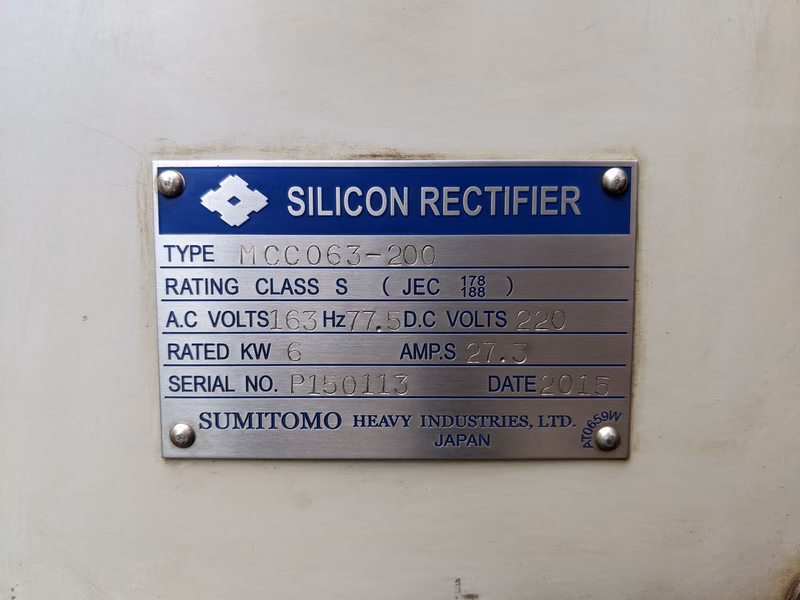 SILICON RECTIFIER
TYPE MCC063-200
RATING CLASS S ( JEC 178 188 )
A.C VOLTS 163 Hz 77.5 D.C VOLTS 220
RATED KW 6 AMP.S 27.3
SERIAL NO. P150113 DATE 2015
SUMITOMO HEAVY INDUSTRIES, LTD.
JAPAN
AT0659W